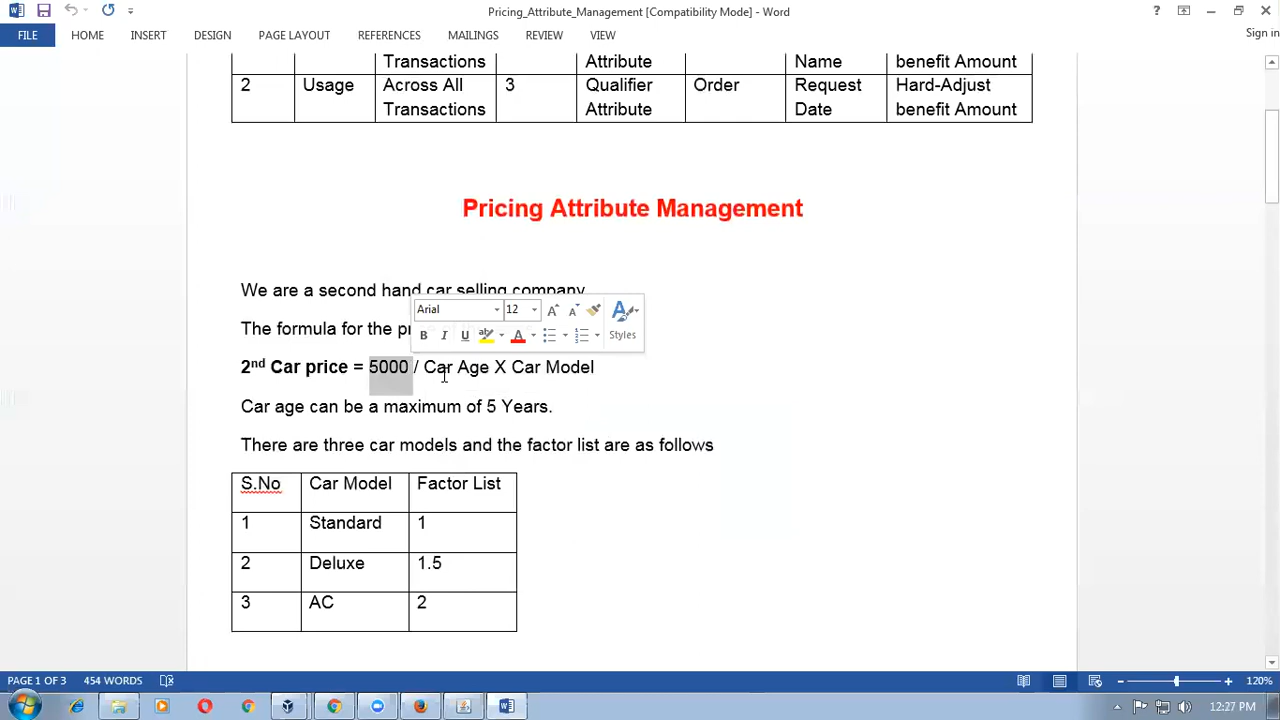 Pricing_Attribute_Management [Compatibility Mode] - Word
FILE HOME INSERT DESIGN PAGE LAYOUT REFERENCES MAILINGS REVIEW VIEW Sign in
Transactions Attribute Name benefit Amount
2 Usage Across All Transactions 3 Qualifier Attribute Order Request Date Hard-Adjust benefit Amount
Pricing Attribute Management
We are a second hand car selling company
The formula for the
Arial 12
B I U ab A Styles
2nd Car price = 5000 / Car Age X Car Model
Car age can be a maximum of 5 Years.
There are three car models and the factor list are as follows
S.No Car Model Factor List
1 Standard 1
2 Deluxe 1.5
3 AC 2
PAGE 1 OF 3 454 WORDS 120%
12:27 PM